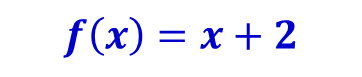 f(x) = x + 2